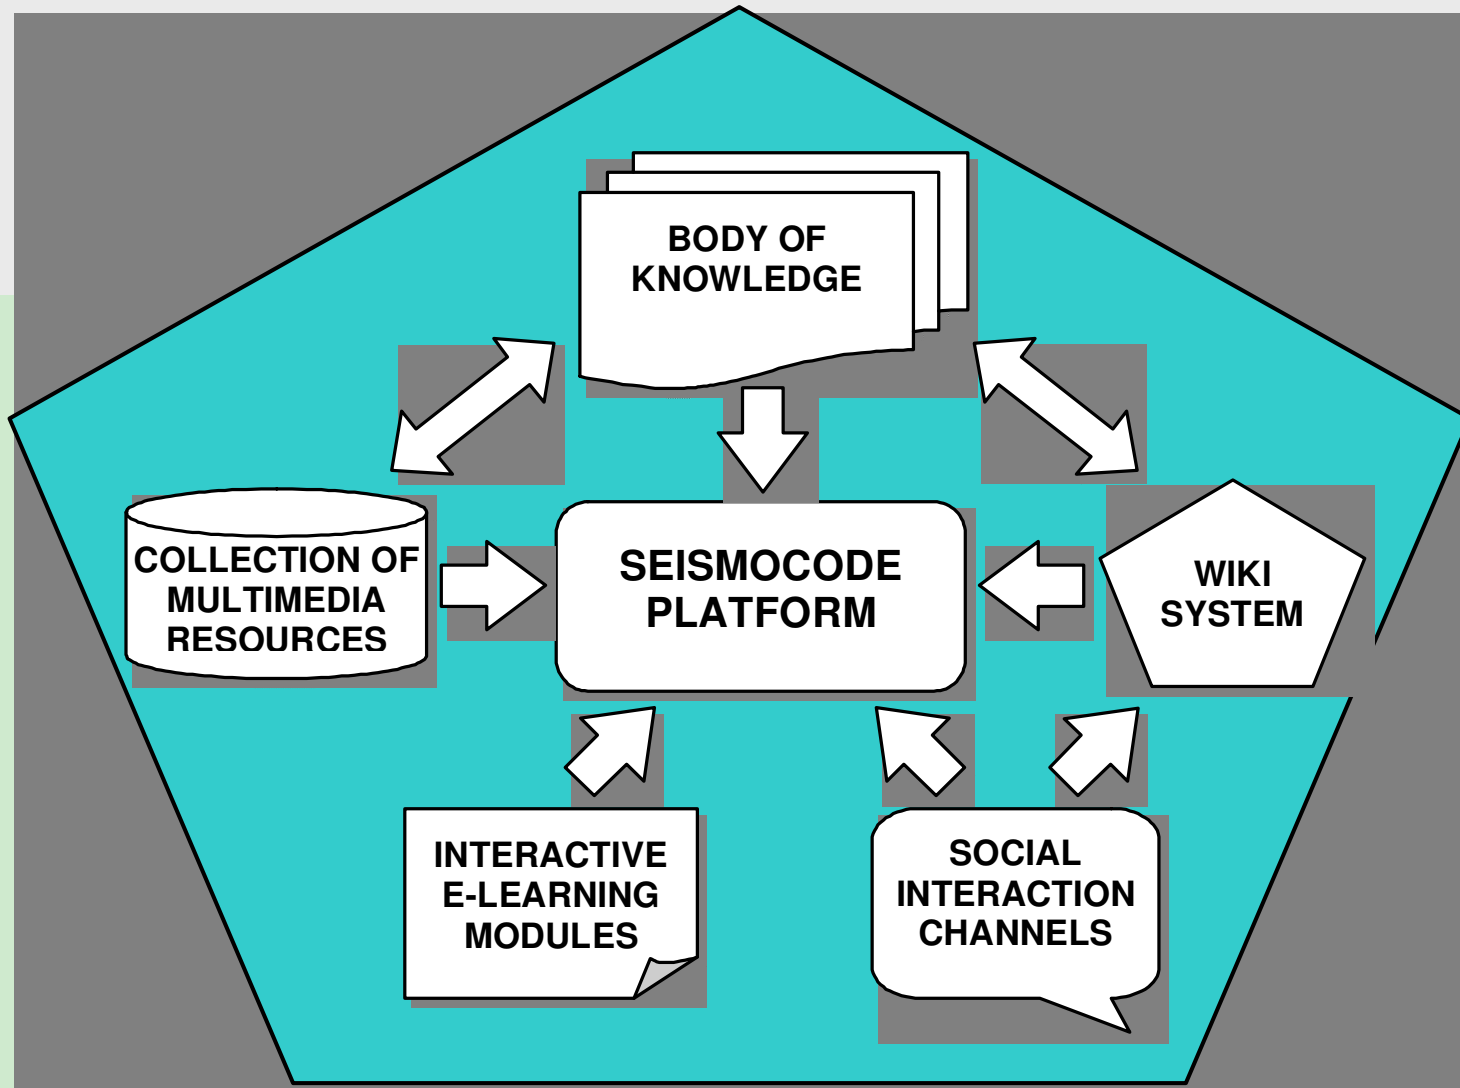 BODY OF
KNOWLEDGE
COLLECTION OF
MULTIMEDIA
RESOURCES
SEISMOCODE
PLATFORM
WIKI
SYSTEM
INTERACTIVE
E-LEARNING
MODULES
SOCIAL
INTERACTION
CHANNELS